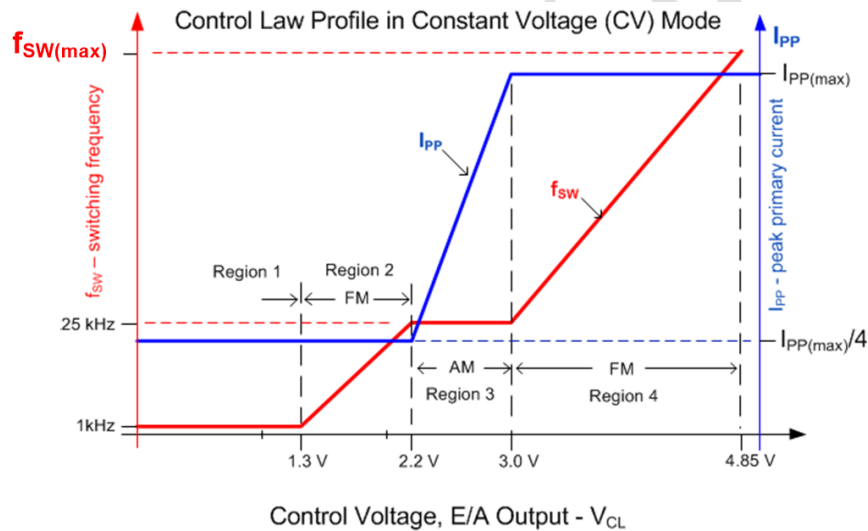 Control Law Profile in Constant Voltage (CV) Mode
fSW(max)
IPP
IPP(max)
fSW – switching frequency
IPP - peak primary current
IPP
fSW
Region 1
Region 2
FM
25 kHz
IPP(max)/4
AM
FM
Region 3
Region 4
1kHz
1.3 V
2.2 V
3.0 V
4.85 V
Control Voltage, E/A Output - VCL